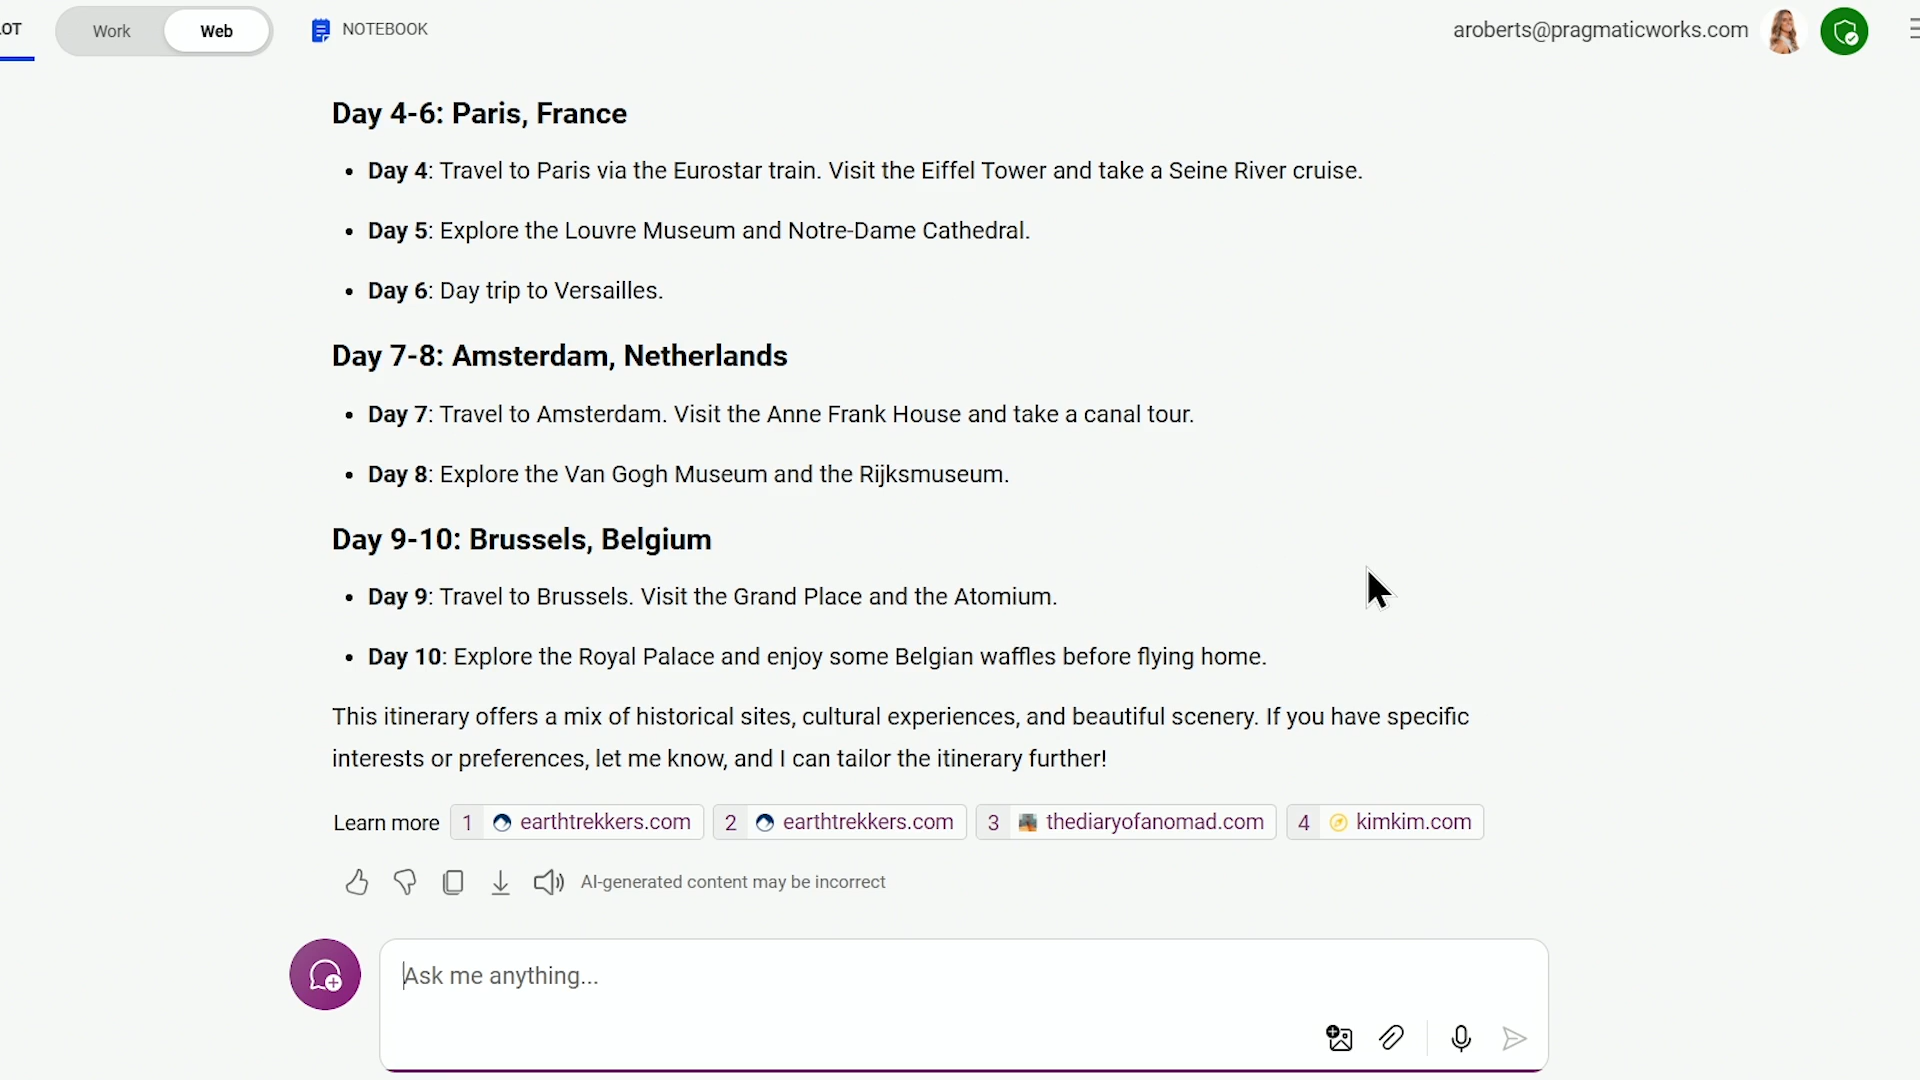 OT
Work
Web
NOTEBOOK
aroberts@pragmaticworks.com
Day 4-6: Paris, France
• Day 4: Travel to Paris via the Eurostar train. Visit the Eiffel Tower and take a Seine River cruise.
• Day 5: Explore the Louvre Museum and Notre-Dame Cathedral.
• Day 6: Day trip to Versailles.
Day 7-8: Amsterdam, Netherlands
• Day 7: Travel to Amsterdam. Visit the Anne Frank House and take a canal tour.
• Day 8: Explore the Van Gogh Museum and the Rijksmuseum.
Day 9-10: Brussels, Belgium
• Day 9: Travel to Brussels. Visit the Grand Place and the Atomium.
• Day 10: Explore the Royal Palace and enjoy some Belgian waffles before flying home.
This itinerary offers a mix of historical sites, cultural experiences, and beautiful scenery. If you have specific
interests or preferences, let me know, and I can tailor the itinerary further!
Learn more 1 earthtrekkers.com 2 earthtrekkers.com 3 thediaryofanomad.com 4 kimkim.com
AI-generated content may be incorrect
Ask me anything...